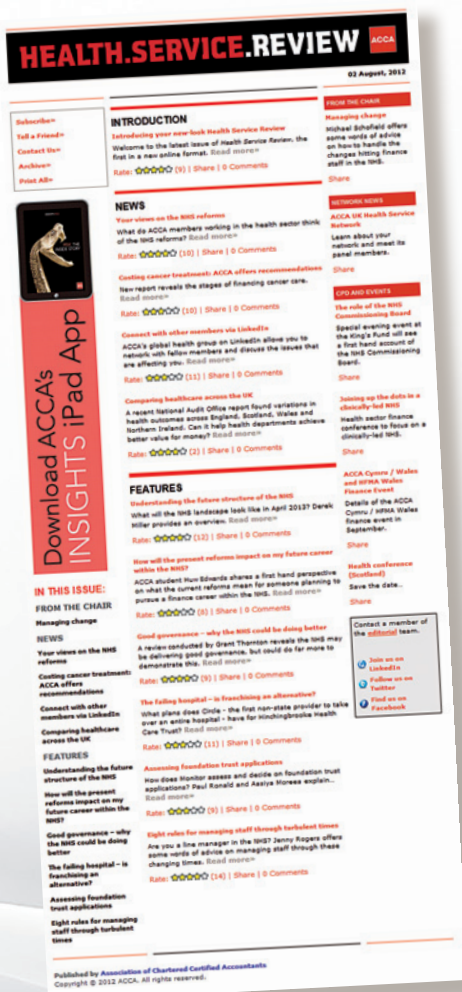 HEALTH.SERVICE.REVIEW
ACCA
02 August, 2012
Subscribe»
Tell a Friend»
Contact Us»
Archive»
Print All»
Download ACCA's
INSIGHTS iPad App
IN THIS ISSUE:
FROM THE CHAIR
Managing change
NEWS
Your views on the NHS
reforms
Costing cancer treatment:
ACCA offers
recommendations
Connect with other
members via LinkedIn
Comparing healthcare
across the UK
FEATURES
Understanding the future
structure of the NHS
How will the present
reforms impact on my
future career within the
NHS?
Good governance – why
the NHS could be doing
better
The failing hospital – is
franchising an
alternative?
Assessing foundation
trust applications
Eight rules for managing
staff through turbulent
times
INTRODUCTION
Introducing your new-look Health Service Review
Welcome to the latest issue of Health Service Review, the
first in a new online format. Read more»
Rate: (9) | Share | 0 Comments
NEWS
Your views on the NHS reforms
What do ACCA members working in the health sector think
of the NHS reforms? Read more»
Rate: (10) | Share | 0 Comments
Costing cancer treatment: ACCA offers recommendations
New report reveals the stages of financing cancer care.
Read more»
Rate: (10) | Share | 0 Comments
Connect with other members via LinkedIn
ACCA's global health group on LinkedIn allows you to
network with fellow members and discuss the issues that
are affecting you. Read more»
Rate: (11) | Share | 0 Comments
Comparing healthcare across the UK
A recent National Audit Office report found variations in
health outcomes across England, Scotland, Wales and
Northern Ireland. Can it help health departments achieve
better value for money? Read more»
Rate: (2) | Share | 0 Comments
FEATURES
Understanding the future structure of the NHS
What will the NHS landscape look like in April 2013? Derek
Miller provides an overview. Read more»
Rate: (12) | Share | 0 Comments
How will the present reforms impact on my future career
within the NHS?
ACCA student Huw Edwards shares a first hand perspective
on what the current reforms mean for someone planning to
pursue a finance career within the NHS. Read more»
Rate: (8) | Share | 0 Comments
Good governance – why the NHS could be doing better
A review conducted by Grant Thornton reveals the NHS may
be delivering good governance, but could do far more to
demonstrate this. Read more»
Rate: (9) | Share | 0 Comments
The failing hospital – is franchising an alternative?
What plans does Circle - the first non-state provider to take
over an entire hospital - have for Hinchingbrooke Health
Care Trust? Read more»
Rate: (11) | Share | 0 Comments
Assessing foundation trust applications
How does Monitor assess and decide on foundation trust
applications? Paul Ronald and Assiya Morees explain...
Read more»
Rate: (9) | Share | 0 Comments
Eight rules for managing staff through turbulent times
Are you a line manager in the NHS? Jenny Rogers offers
some words of advice on managing staff through these
changing times. Read more»
Rate: (14) | Share | 0 Comments
FROM THE CHAIR
Managing change
Michael Schofield offers
some words of advice
on how to handle the
changes hitting finance
staff in the NHS.
Share
NETWORK NEWS
ACCA UK Health Service
Network
Learn about your
network and meet its
panel members.
Share
CPD AND EVENTS
The role of the NHS
Commissioning Board
Special evening event at
the King's Fund will see
a first hand account of
the NHS Commissioning
Board.
Share
Joining up the dots in a
clinically-led NHS
Health sector finance
conference to focus on a
clinically-led NHS.
Share
ACCA Cymru / Wales
and HFMA Wales
Finance Event
Details of the ACCA
Cymru / HFMA Wales
finance event in
September.
Share
Health conference
(Scotland)
Save the date..
Share
Contact a member of
the editorial team.
Join us on
LinkedIn
Follow us on
Twitter
Find us on
Facebook
Published by Association of Chartered Certified Accountants
Copyright © 2012 ACCA. All rights reserved.